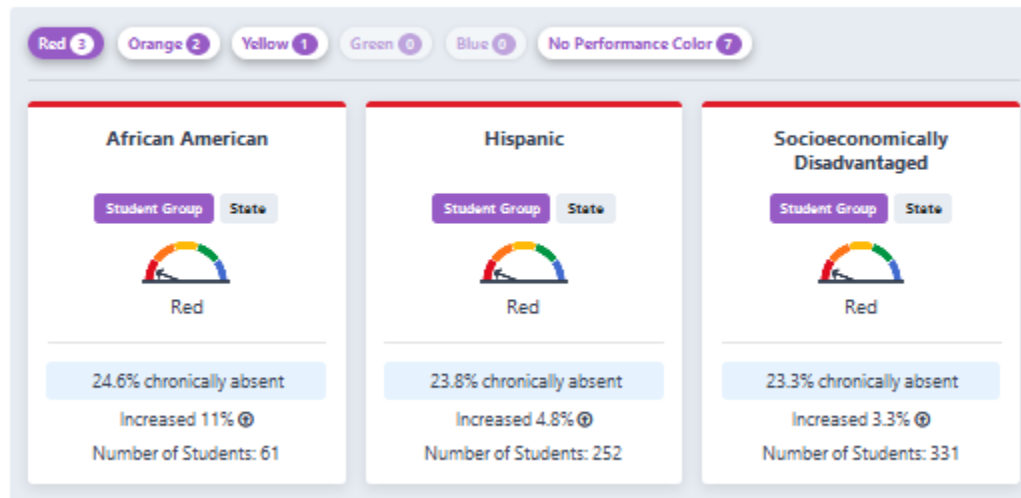 Red 3 Orange 2 Yellow 1 Green 0 Blue 0 No Performance Color 7
African American
Student Group State
Red
24.6% chronically absent
Increased 11%
Number of Students: 61
Hispanic
Student Group State
Red
23.8% chronically absent
Increased 4.8%
Number of Students: 252
Socioeconomically
Disadvantaged
Student Group State
Red
23.3% chronically absent
Increased 3.3%
Number of Students: 331